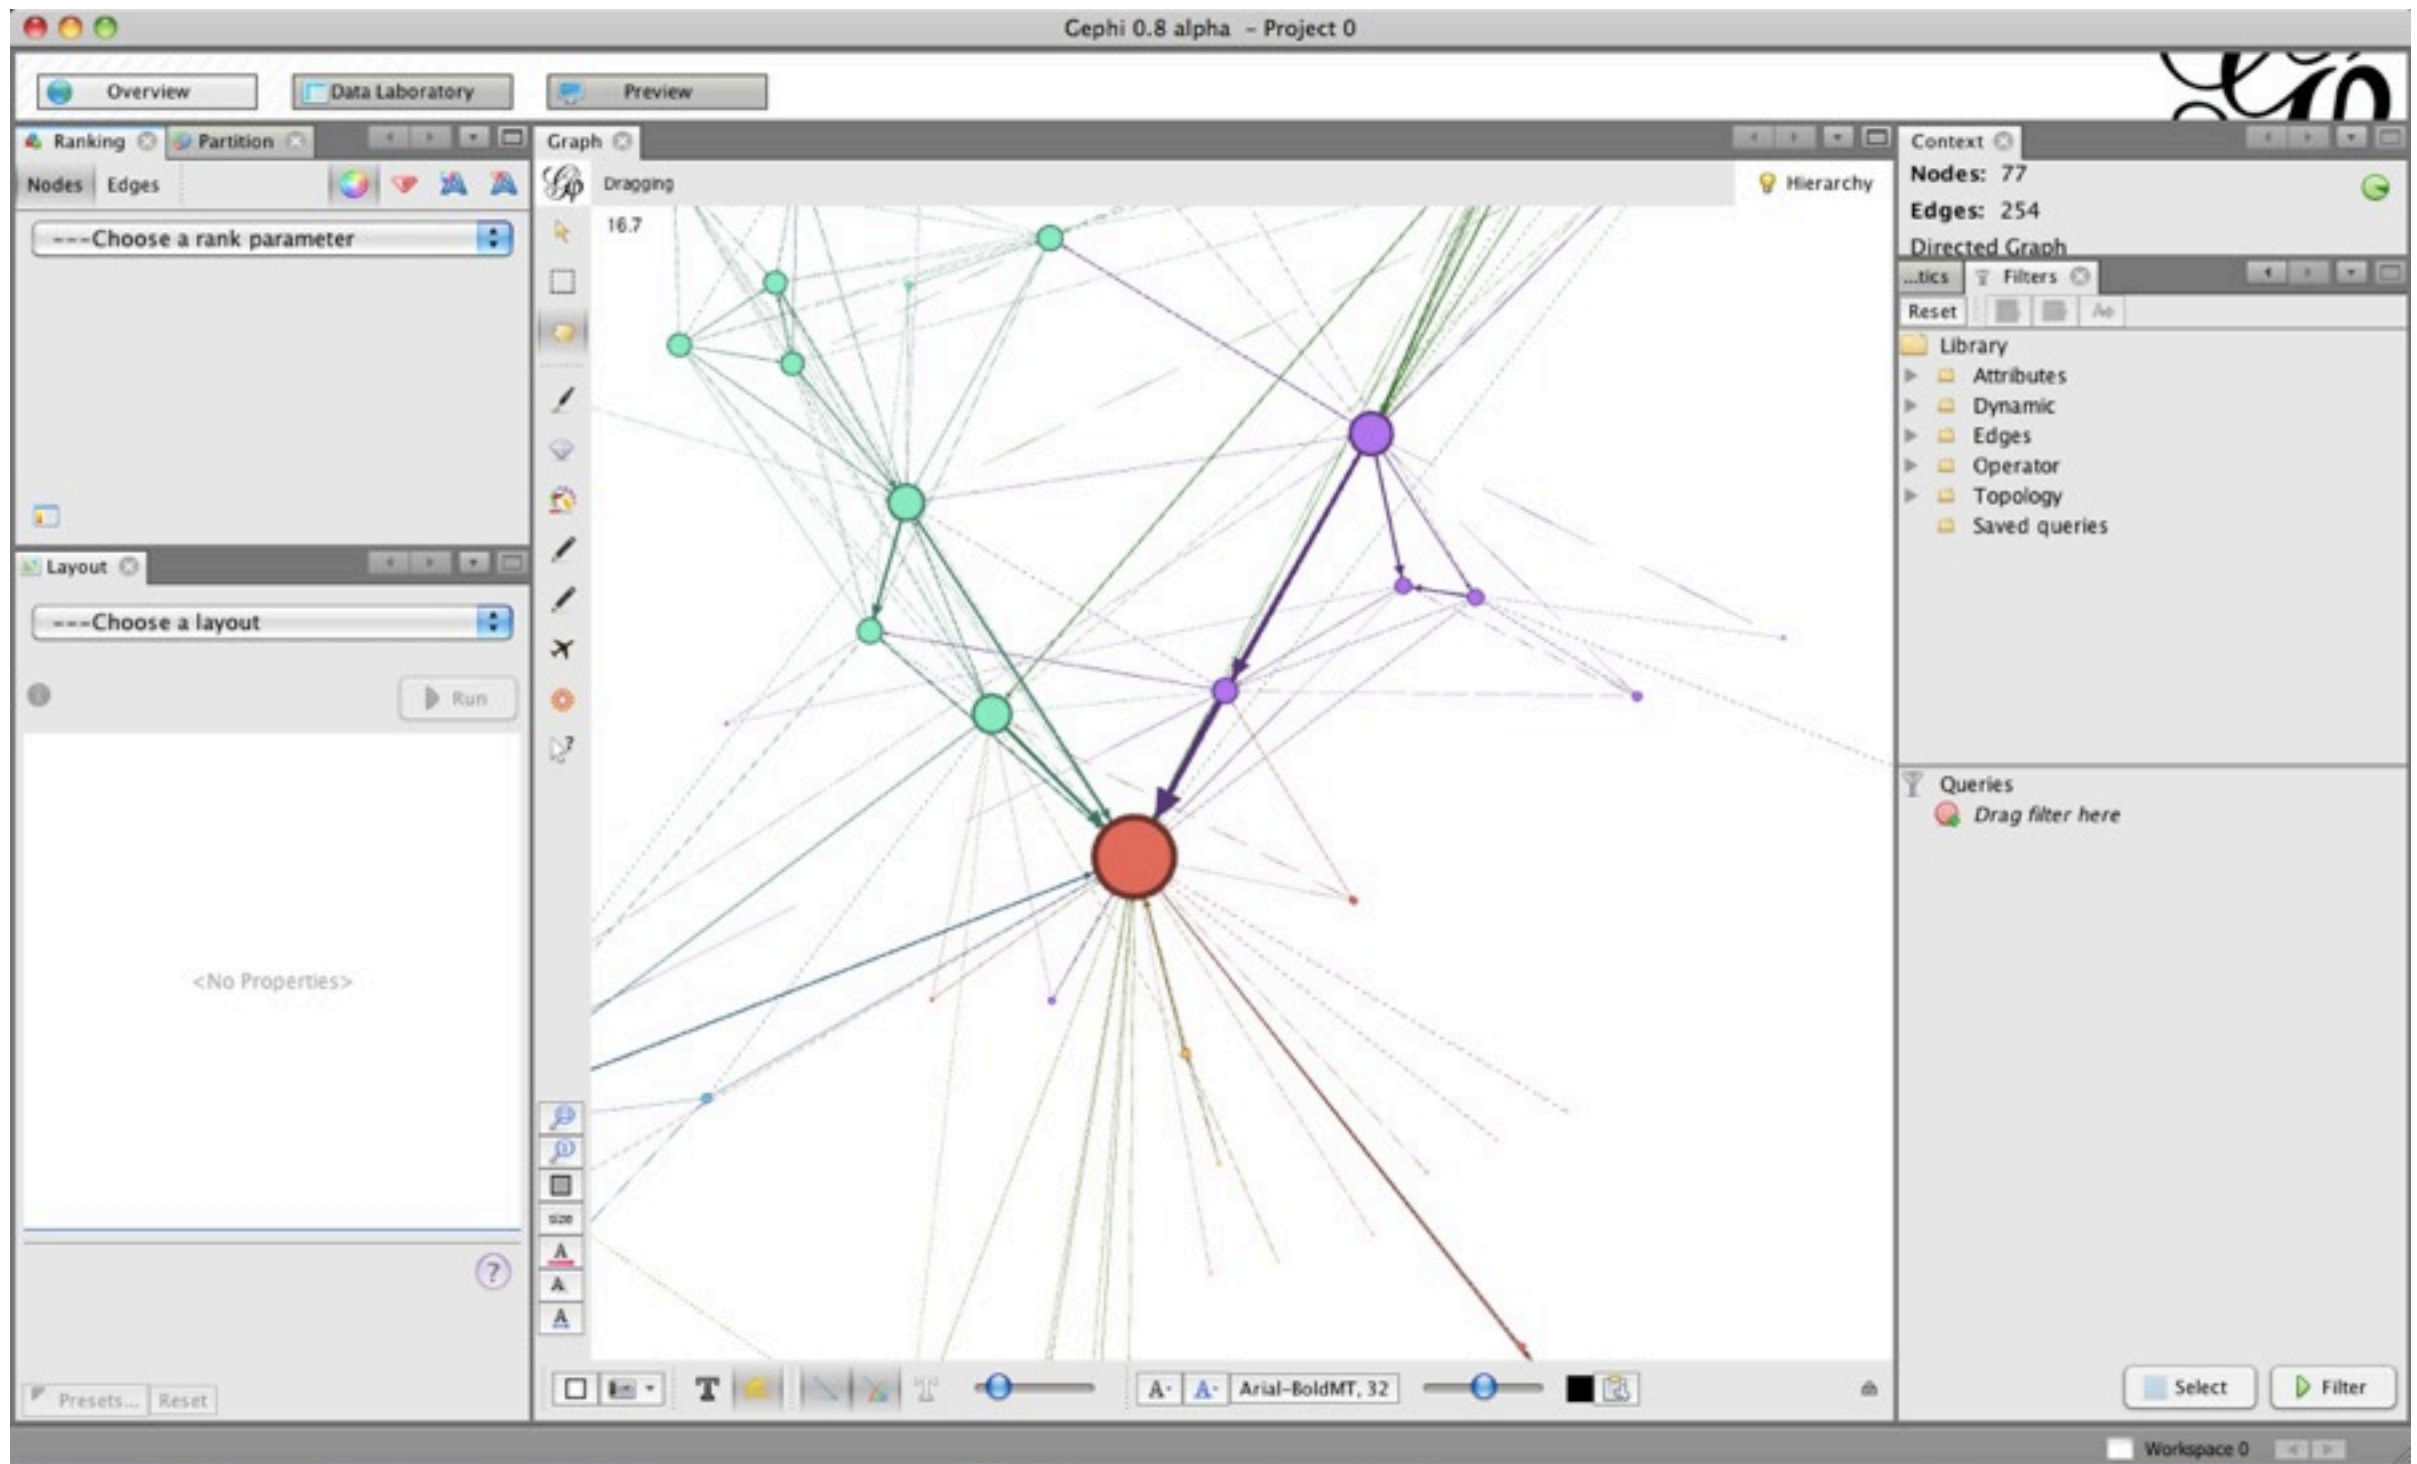 Gephi 0.8 alpha – Project 0
Overview
Data Laboratory
Preview
Ranking
Partition
Nodes
Edges
---Choose a rank parameter
Layout
---Choose a layout
Run
<No Properties>
?
Presets...
Reset
Graph
Dragging
Hierarchy
16.7
?
size
A
A
A
T
T
A-
A-
Arial-BoldMT, 32
Context
Nodes: 77
Edges: 254
Directed Graph
...tics
Filters
Reset
Library
Attributes
Dynamic
Edges
Operator
Topology
Saved queries
Queries
Drag filter here
Select
Filter
Workspace 0